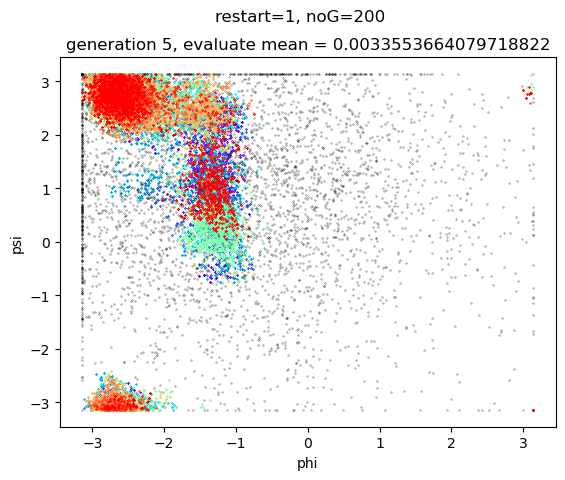 restart=1, noG=200
generation 5, evaluate mean = 0.0033553664079718822
3
2
1
0
−1
−2
−3
psi
−3 −2 −1 0 1 2 3
phi